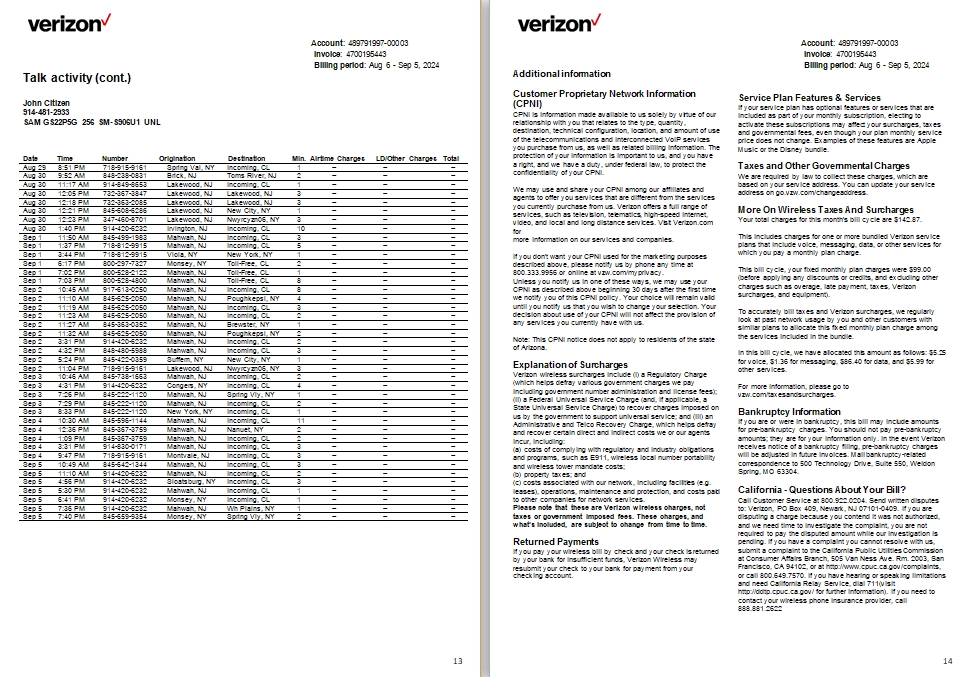 verizon✓
Account: 489791997-00003
Invoice: 4700195443
Billing period: Aug 6 - Sep 5, 2024
Talk activity (cont.)
John Citizen
914-481-2933
SAM GS22P5G 256 SM-S906U1 UNL
Date Time Number Origination Destination Min. Airtime Charges LD/Other Charges Total
Aug 29 8:51 PM 718-915-9161 Spring Val, NY Incoming, CL 1 – – –
Aug 30 9:52 AM 848-238-0831 Brick, NJ Toms River, NJ 2 – – –
Aug 30 11:17 AM 914-649-8653 Lakewood, NJ Incoming, CL 1 – – –
Aug 30 12:05 PM 732-367-3847 Lakewood, NJ Lakewood, NJ 3 – – –
Aug 30 12:18 PM 732-363-2085 Lakewood, NJ Lakewood, NJ 3 – – –
Aug 30 12:21 PM 845-608-6286 Lakewood, NJ New City, NY 1 – – –
Aug 30 12:23 PM 347-460-6701 Lakewood, NJ Nwyrcyzn06, NY 3 – – –
Aug 30 1:40 PM 914-420-6232 Irvington, NJ Incoming, CL 10 – – –
Sep 1 11:50 AM 845-499-1983 Mahwah, NJ Incoming, CL 3 – – –
Sep 1 1:37 PM 718-812-9915 Mahwah, NJ Incoming, CL 5 – – –
Sep 1 3:44 PM 718-812-9915 Viola, NY New York, NY 1 – – –
Sep 1 6:17 PM 800-297-7327 Monsey, NY Toll-Free, CL 1 – – –
Sep 1 7:02 PM 800-528-2122 Mahwah, NJ Toll-Free, CL 1 – – –
Sep 1 7:03 PM 800-528-4800 Mahwah, NJ Toll-Free, CL 8 – – –
Sep 2 10:45 AM 917-613-0250 Mahwah, NJ Incoming, CL 8 – – –
Sep 2 11:10 AM 845-625-2050 Mahwah, NJ Poughkepsi, NY 4 – – –
Sep 2 11:19 AM 845-625-2050 Mahwah, NJ Incoming, CL 3 – – –
Sep 2 11:23 AM 845-625-2050 Mahwah, NJ Incoming, CL 2 – – –
Sep 2 11:27 AM 845-363-0382 Mahwah, NJ Brewster, NY 1 – – –
Sep 2 11:32 AM 845-625-2050 Mahwah, NJ Poughkepsi, NY 2 – – –
Sep 2 3:31 PM 914-420-6232 Mahwah, NJ Incoming, CL 2 – – –
Sep 2 4:32 PM 848-480-5988 Mahwah, NJ Incoming, CL 3 – – –
Sep 2 5:24 PM 845-422-0359 Suffern, NY New City, NY 1 – – –
Sep 2 11:04 PM 718-915-9161 Lakewood, NJ Nwyrcyzn06, NY 3 – – –
Sep 3 10:46 AM 845-738-1663 Mahwah, NJ Incoming, CL 2 – – –
Sep 3 4:31 PM 914-420-6232 Congers, NY Incoming, CL 4 – – –
Sep 3 7:26 PM 845-222-1120 Mahwah, NJ Spring Vly, NY 1 – – –
Sep 3 7:29 PM 845-222-1120 Mahwah, NJ Incoming, CL 2 – – –
Sep 3 8:33 PM 845-222-1120 New York, NY Incoming, CL 1 – – –
Sep 4 10:30 AM 845-596-1144 Mahwah, NJ Incoming, CL 11 – – –
Sep 4 12:36 PM 845-367-3759 Mahwah, NJ Nanuet, NY 2 – – –
Sep 4 1:09 PM 845-367-3759 Mahwah, NJ Incoming, CL 2 – – –
Sep 4 3:31 PM 914-830-0171 Mahwah, NJ Incoming, CL 3 – – –
Sep 4 9:47 PM 718-915-9161 Montvale, NJ Incoming, CL 3 – – –
Sep 5 10:49 AM 845-642-1344 Mahwah, NJ Incoming, CL 3 – – –
Sep 5 11:10 AM 914-420-6232 Mahwah, NJ Incoming, CL 2 – – –
Sep 5 4:56 PM 914-420-6232 Sloatsburg, NY Incoming, CL 3 – – –
Sep 5 5:30 PM 914-420-6232 Mahwah, NJ Incoming, CL 1 – – –
Sep 5 6:41 PM 914-420-6232 Monsey, NY Incoming, CL 1 – – –
Sep 5 7:36 PM 914-420-6232 Mahwah, NJ Wh Plains, NY 1 – – –
Sep 5 7:40 PM 845-659-9354 Monsey, NY Spring Vly, NY 2 – – –
13
verizon✓
Account: 489791997-00003
Invoice: 4700195443
Billing period: Aug 6 - Sep 5, 2024
Additional information
Customer Proprietary Network Information
(CPNI)
CPNI is information made available to us solely by virtue of our
relationship with you that relates to the type, quantity,
destination, technical configuration, location, and amount of use
of the telecommunications and interconnected VoIP services
you purchase from us, as well as related billing information. The
protection of your information is important to us, and you have
a right, and we have a duty, under federal law, to protect the
confidentiality of your CPNI.
We may use and share your CPNI among our affiliates and
agents to offer you services that are different from the services
you currently purchase from us. Verizon offers a full range of
services, such as television, telematics, high-speed internet,
video, and local and long distance services. Visit Verizon.com
for
more information on our services and companies.
If you don't want your CPNI used for the marketing purposes
described above, please notify us by phone any time at
800.333.9956 or online at vzw.com/myprivacy.
Unless you notify us in one of these ways, we may use your
CPNI as described above beginning 30 days after the first time
we notify you of this CPNI policy. Your choice will remain valid
until you notify us that you wish to change your selection. Your
decision about use of your CPNI will not affect the provision of
any services you currently have with us.
Note: This CPNI notice does not apply to residents of the state
of Arizona.
Explanation of Surcharges
Verizon wireless surcharges include (i) a Regulatory Charge
(which helps defray various government charges we pay
including government number administration and license fees);
(ii) a Federal Universal Service Charge (and, if applicable, a
State Universal Service Charge) to recover charges imposed on
us by the government to support universal service; and (iii) an
Administrative and Telco Recovery Charge, which helps defray
and recover certain direct and indirect costs we or our agents
incur, including:
(a) costs of complying with regulatory and industry obligations
and programs, such as E911, wireless local number portability
and wireless tower mandate costs;
(b) property taxes; and
(c) costs associated with our network, including facilities (e.g.
leases), operations, maintenance and protection, and costs paid
to other companies for network services.
Please note that these are Verizon wireless charges, not
taxes or government imposed fees. These charges, and
what's included, are subject to change from time to time.
Returned Payments
If you pay your wireless bill by check and your check is returned
by your bank for insufficient funds, Verizon Wireless may
resubmit your check to your bank for payment from your
checking account.
Service Plan Features & Services
If your service plan has optional features or services that are
included as part of your monthly subscription, electing to
activate these subscriptions may affect your surcharges, taxes
and governmental fees, even though your plan monthly service
price does not change. Examples of these features are Apple
Music or the Disney bundle.
Taxes and Other Governmental Charges
We are required by law to collect these charges, which are
based on your service address. You can update your service
address on go.vzw.com/changeaddress.
More On Wireless Taxes And Surcharges
Your total charges for this month's bill cycle are $142.87.
This includes charges for one or more bundled Verizon service
plans that include voice, messaging, data, or other services for
which you pay a monthly plan charge.
This bill cycle, your fixed monthly plan charges were $99.00
(before applying any discounts or credits, and excluding other
charges such as overage, late payment, taxes, Verizon
surcharges, and equipment).
To accurately bill taxes and Verizon surcharges, we regularly
look at past network usage by you and other customers with
similar plans to allocate this fixed monthly plan charge among
the services included in the bundle.
In this bill cycle, we have allocated this amount as follows: $5.25
for voice, $1.36 for messaging, $86.40 for data, and $5.99 for
other services.
For more information, please go to
vzw.com/taxesandsurcharges.
Bankruptcy Information
If you are or were in bankruptcy, this bill may include amounts
for pre-bankruptcy charges. You should not pay pre-bankruptcy
amounts; they are for your information only. In the event Verizon
receives notice of a bankruptcy filing, pre-bankruptcy charges
will be adjusted in future invoices. Mail bankruptcy-related
correspondence to 500 Technology Drive, Suite 550, Weldon
Spring, MO 63304.
California - Questions About Your Bill?
Call Customer Service at 800.922.0204. Send written disputes
to: Verizon, PO Box 409, Newark, NJ 07101-0409. If you are
disputing a charge because you contend it was not authorized,
and we need time to investigate the complaint, you are not
required to pay the disputed amount while our investigation is
pending. If you have a complaint you cannot resolve with us,
submit a complaint to the California Public Utilities Commission
at Consumer Affairs Branch, 505 Van Ness Ave. Rm. 2003, San
Francisco, CA 94102, or at http://www.cpuc.ca.gov/complaints,
or call 800.649.7570. If you have hearing or speaking limitations
and need California Relay Service, dial 711(visit
http://ddtp.cpuc.ca.gov/ for further information). If you need to
contact your wireless phone insurance provider, call
888.881.2622
14